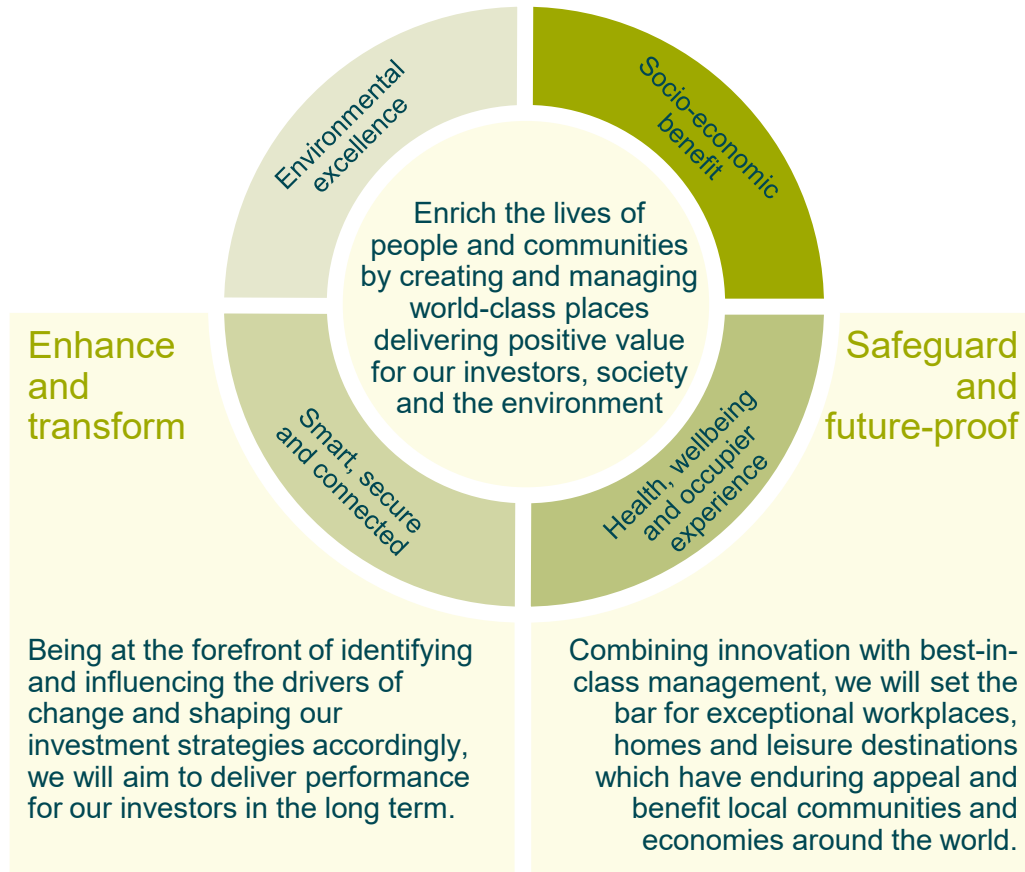 Environmental
excellence
Socio-economic
benefit
Enrich the lives of
people and communities
by creating and managing
world-class places
delivering positive value
for our investors, society
and the environment
Enhance
and
transform
Safeguard
and
future-proof
Smart, secure
and connected
Health, wellbeing
and occupier
experience
Being at the forefront of identifying
and influencing the drivers of
change and shaping our
investment strategies accordingly,
we will aim to deliver performance
for our investors in the long term.
Combining innovation with best-in-
class management, we will set the
bar for exceptional workplaces,
homes and leisure destinations
which have enduring appeal and
benefit local communities and
economies around the world.